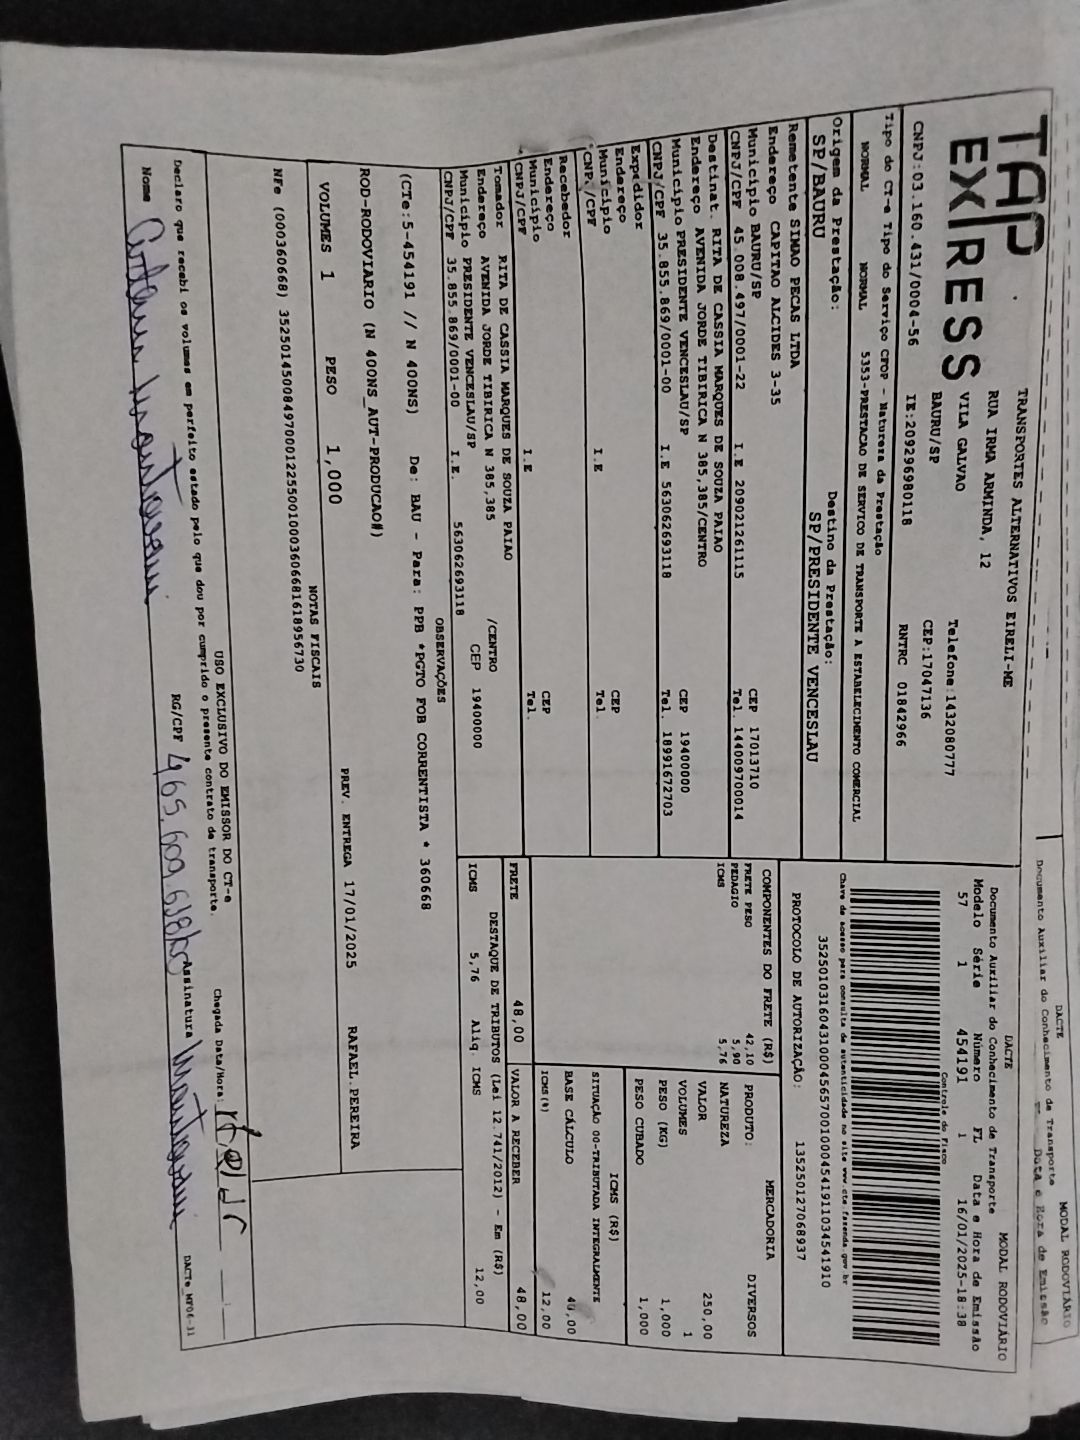 DACTE
MODAL RODOVIÁRIO
Documento Auxiliar do Conhecimento de Transporte
Data e Hora de Emissão
TAP EXPRESS
TRANSPORTES ALTERNATIVOS EIRELI-ME
RUA IRMA ARMINDA, 12
VILA GALVAO
Telefone:1432080777
BAURU/SP
CEP:17047136
CNPJ:03.160.431/0004-56 IE:209296980118 RNTRC 01842966
DACTE MODAL RODOVIÁRIO
Documento Auxiliar do Conhecimento de Transporte
Modelo Série Número FL Data e Hora de Emissão
57 1 454191 1 16/01/2025-18:38
Controle do Fisco
Chave de acesso para consulta de autenticidade no site www.cte.fazenda.gov.br
35250103160431000456570010004541911034541910
PROTOCOLO DE AUTORIZAÇÃO: 135250127068937
Tipo do CT-e Tipo do Serviço CFOP - Natureza da Prestação
NORMAL NORMAL 5353-PRESTACAO DE SERVICO DE TRANSPORTE A ESTABELECIMENTO COMERCIAL
Origem da Prestação: Destino da Prestação:
SP/BAURU SP/PRESIDENTE VENCESLAU
Remetente SIMAO PECAS LTDA
Endereço CAPITAO ALCIDES 3-35
Município BAURU/SP CEP 17013710
CNPJ/CPF 45.008.497/0001-22 I.E 209021261115 Tel. 144009700014
Destinat. RITA DE CASSIA MARQUES DE SOUZA PAIAO
Endereço AVENIDA JORDE TIBIRICA N 385,385/CENTRO
Município PRESIDENTE VENCESLAU/SP CEP 19400000
CNPJ/CPF 35.855.869/0001-00 I.E 563062693118 Tel. 18991672703
Expedidor
Endereço
Município CEP
CNPJ/CPF I.E Tel.
Recebedor
Endereço
Município CEP
CNPJ/CPF I.E Tel.
Tomador RITA DE CASSIA MARQUES DE SOUZA PAIAO
Endereço AVENIDA JORDE TIBIRICA N 385,385 /CENTRO
Município PRESIDENTE VENCESLAU/SP CEP 19400000
CNPJ/CPF 35.855.869/0001-00 I.E. 563062693118
COMPONENTES DO FRETE (R$)
FRETE PESO 42,10
PEDAGIO 5,90
ICMS 5,76
MERCADORIA
PRODUTO: DIVERSOS
NATUREZA
VALOR 250,00
VOLUMES 1
PESO (KG) 1,000
PESO CUBADO 1,000
ICMS (R$)
SITUAÇÃO 00-TRIBUTADA INTEGRALMENTE
BASE CÁLCULO
ICMS(%) 12,00
FRETE 48,00 VALOR A RECEBER 48,00
DESTAQUE DE TRIBUTOS (Lei 12.741/2012) - Em (R$)
ICMS 5,76 Aliq. ICMS 12,00
OBSERVAÇÕES
(CTe:5-454191 // N 400NS) De: BAU - Para: PPB *PGTO FOB CORRENTISTA * 360668
ROD-RODOVIARIO (N 400NS_AUT-PRODUCAO#)
VOLUMES 1 PESO 1,000 PREV. ENTREGA 17/01/2025 RAFAEL.PEREIRA
NOTAS FISCAIS
NFe (000360668) 35250145008497000122550010003606681618956730
USO EXCLUSIVO DO EMISSOR DO CT-e
Declaro que recebi os volumes em perfeito estado pelo que dou por cumprido o presente contrato de transporte. Chegada Data/Hora:
Nome RG/CPF Assinatura
DACTe_MT04-31